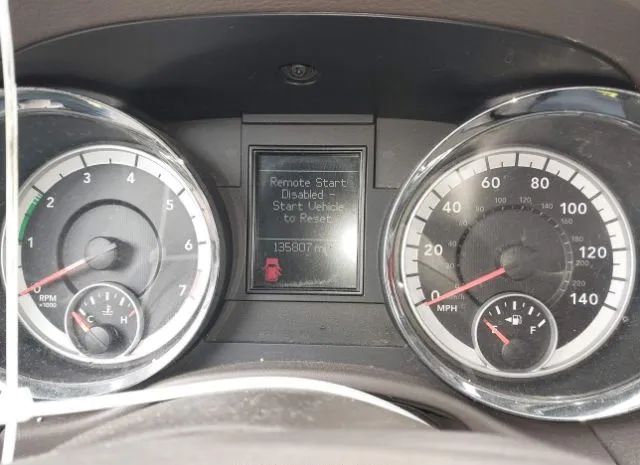 Remote Start
Disabled -
Start Vehicle
to Reset
135807 mi
1 2 3 4 5 6 7
RPM
x1000
C H
0 20 40 60 80 100 120 140
MPH
E F